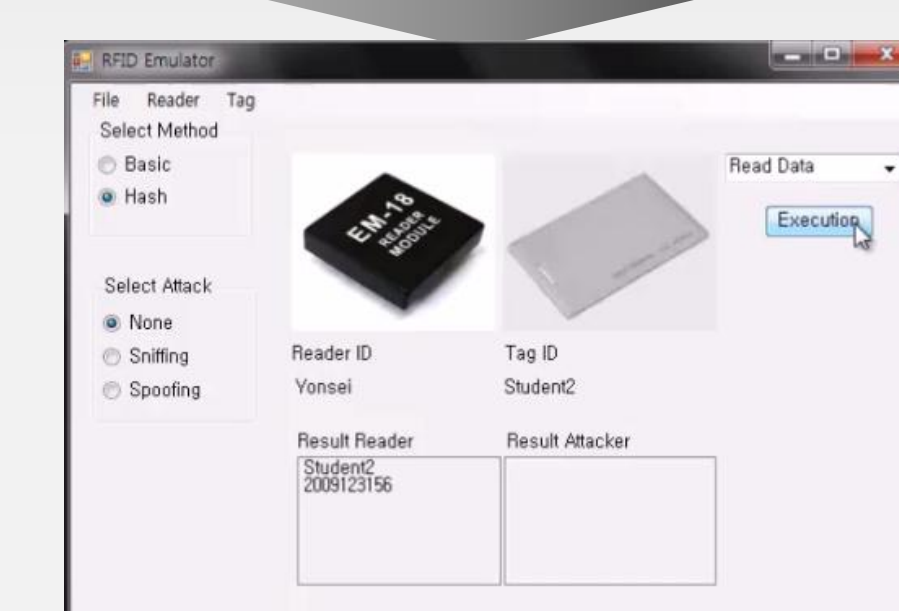 RFID Emulator
File Reader Tag
Select Method
Basic
Hash
Select Attack
None
Sniffing
Spoofing
EM-18
READER
MODULE
Read Data
Execution
Reader ID
Yonsei
Tag ID
Student2
Result Reader
Student2
2009123156
Result Attacker